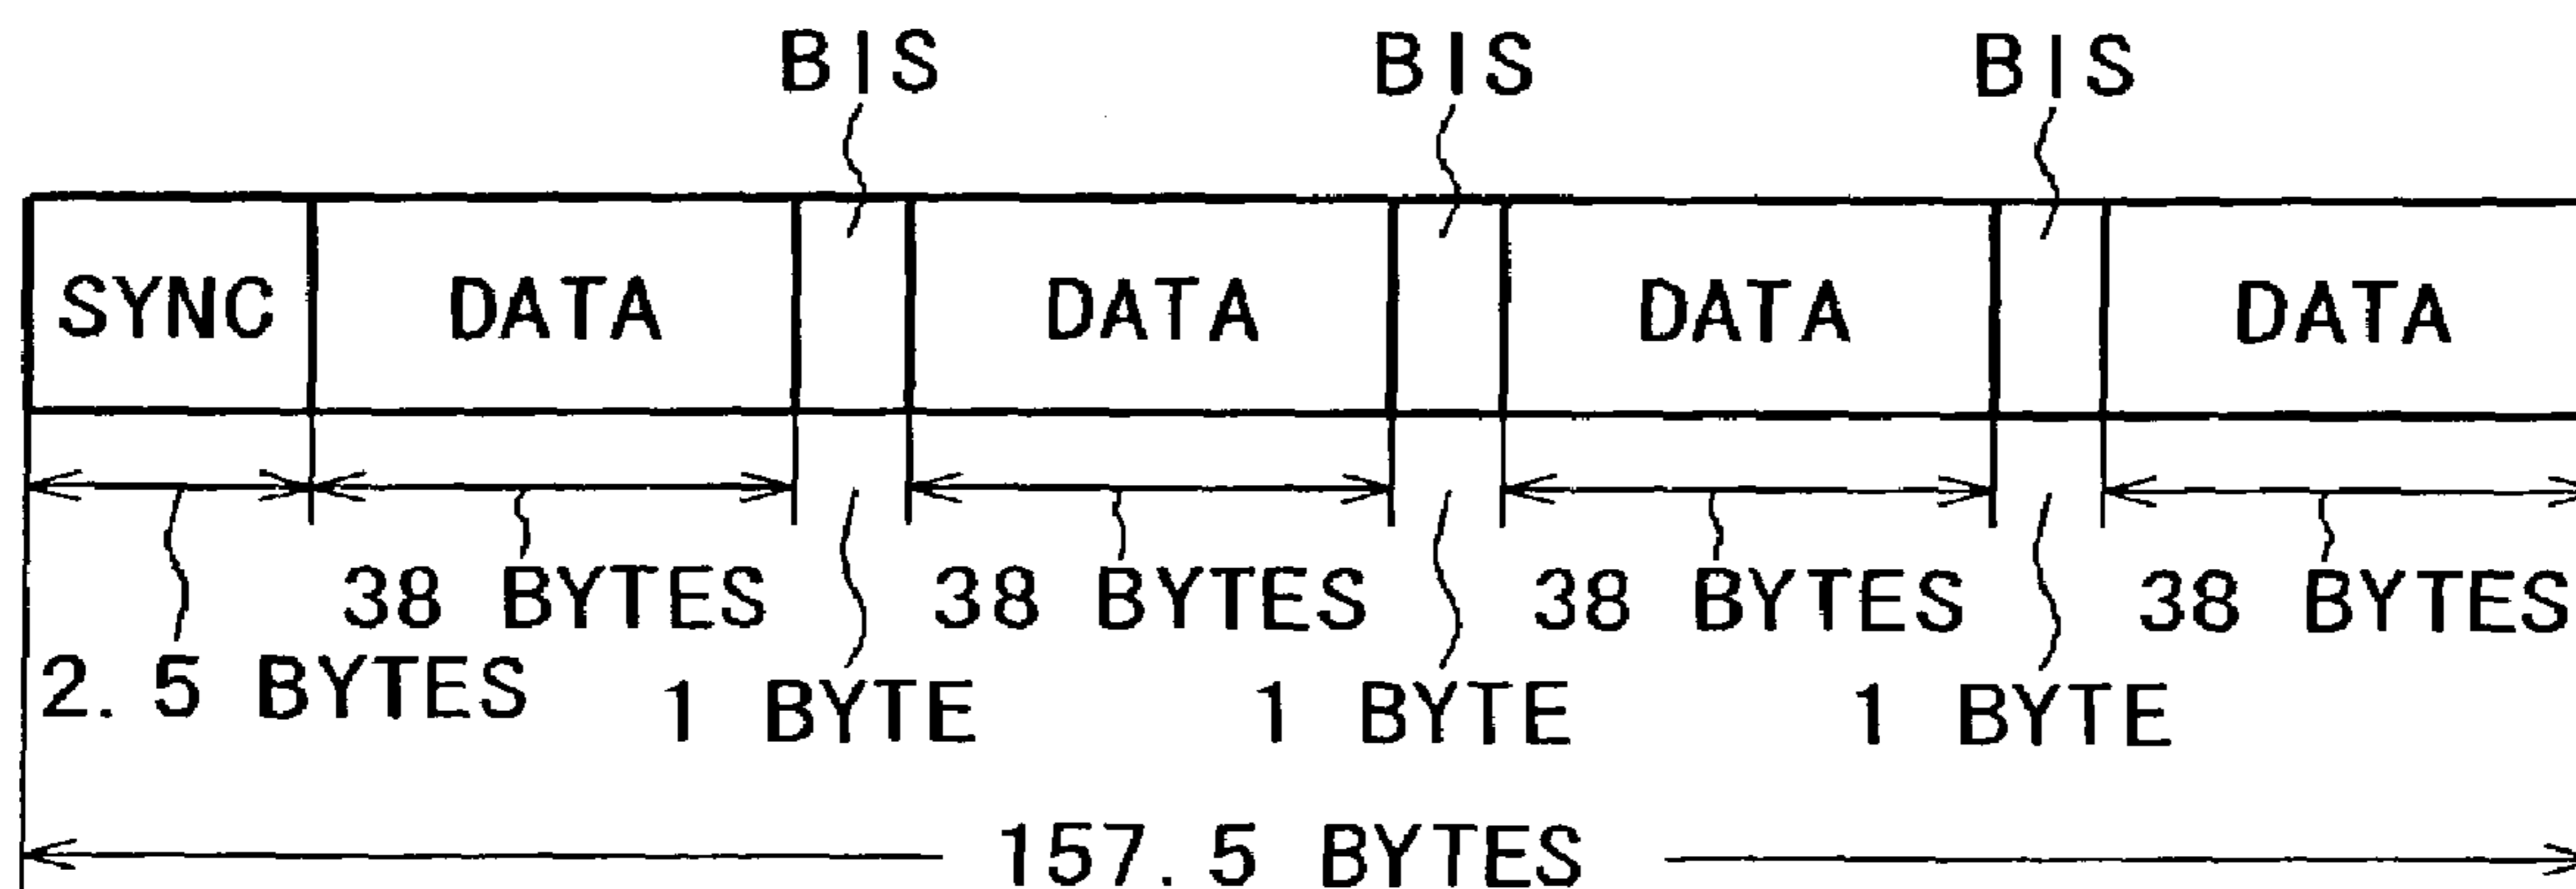 BIS BIS BIS
SYNC DATA DATA DATA DATA
38 BYTES 38 BYTES 38 BYTES 38 BYTES
2.5 BYTES 1 BYTE 1 BYTE 1 BYTE
157.5 BYTES